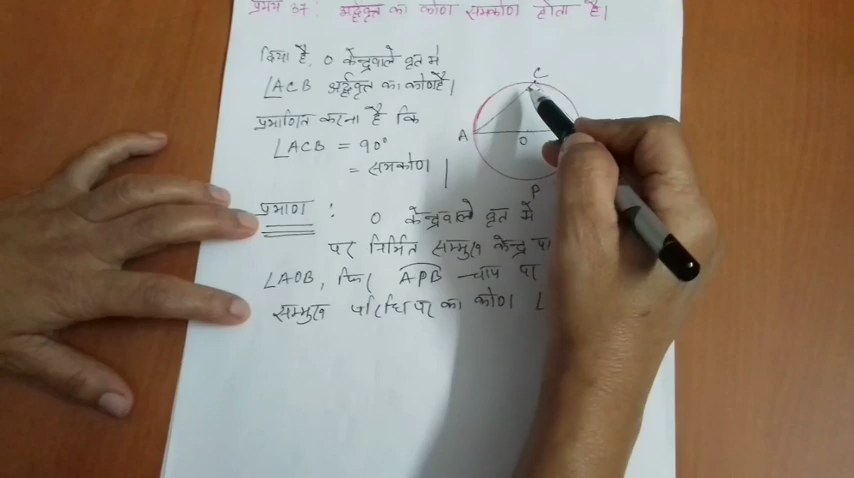 प्रमेय 37: अर्द्धवृत्त का कोण समकोण होता है।
दिया है, O केन्द्रवाले वृत्त में
∠ACB अर्द्धवृत्त का कोण है।
प्रमाणित करना है कि
∠ACB = 90°
= समकोण।
प्रमाण : O केन्द्रवाले वृत्त में
पर निर्मित सम्मुख केन्द्र
∠AOB, फिर APB चाप पर
सम्मुख परिधि पर का कोण ∠
C
A
O
P